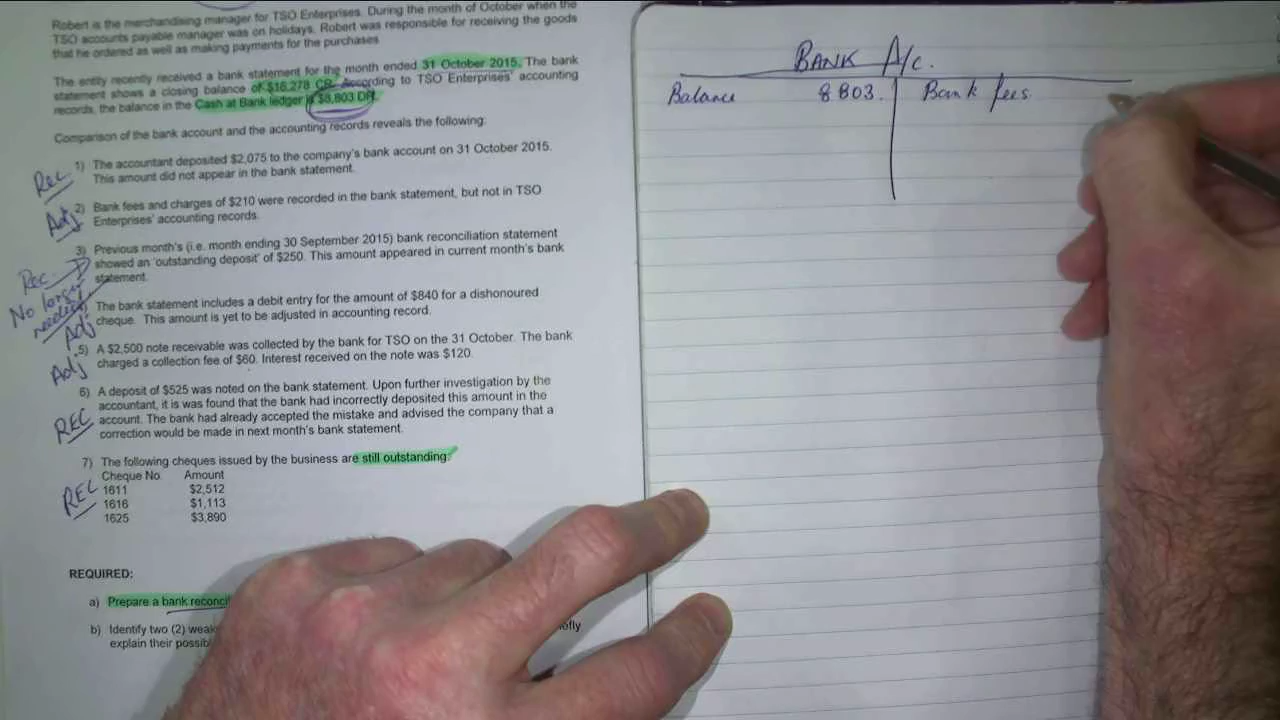 Robert is the merchandising manager for TSO Enterprises. During the month of October when the
TSO accounts payable manager was on holidays. Robert was responsible for receiving the goods
that he ordered as well as making payments for the purchases
The entity recently received a bank statement for the month ended 31 October 2015. The bank
statement shows a closing balance of $16,278 CR. According to TSO Enterprises' accounting
records, the balance in the Cash at Bank ledger is $8,803 DR.
Comparison of the bank account and the accounting records reveals the following:
Rec 1) The accountant deposited $2,075 to the company's bank account on 31 October 2015.
This amount did not appear in the bank statement.
Adj 2) Bank fees and charges of $210 were recorded in the bank statement, but not in TSO
Enterprises' accounting records.
3) Previous month's (i.e. month ending 30 September 2015) bank reconciliation statement
Rec showed an 'outstanding deposit' of $250. This amount appeared in current month's bank
No longer statement.
needed The bank statement includes a debit entry for the amount of $840 for a dishonoured
Adj cheque. This amount is yet to be adjusted in accounting record.
Adj 5) A $2,500 note receivable was collected by the bank for TSO on the 31 October. The bank
charged a collection fee of $60. Interest received on the note was $120.
6) A deposit of $525 was noted on the bank statement. Upon further investigation by the
accountant, it is was found that the bank had incorrectly deposited this amount in the
REC account. The bank had already accepted the mistake and advised the company that a
correction would be made in next month's bank statement.
7) The following cheques issued by the business are still outstanding:
Cheque No. Amount
REC 1611 $2,512
1616 $1,113
1625 $3,890
REQUIRED:
a) Prepare a bank reconcil
b) Identify two (2) weak
explain their possib
BANK A/c.
Balance 8803. Bank fees